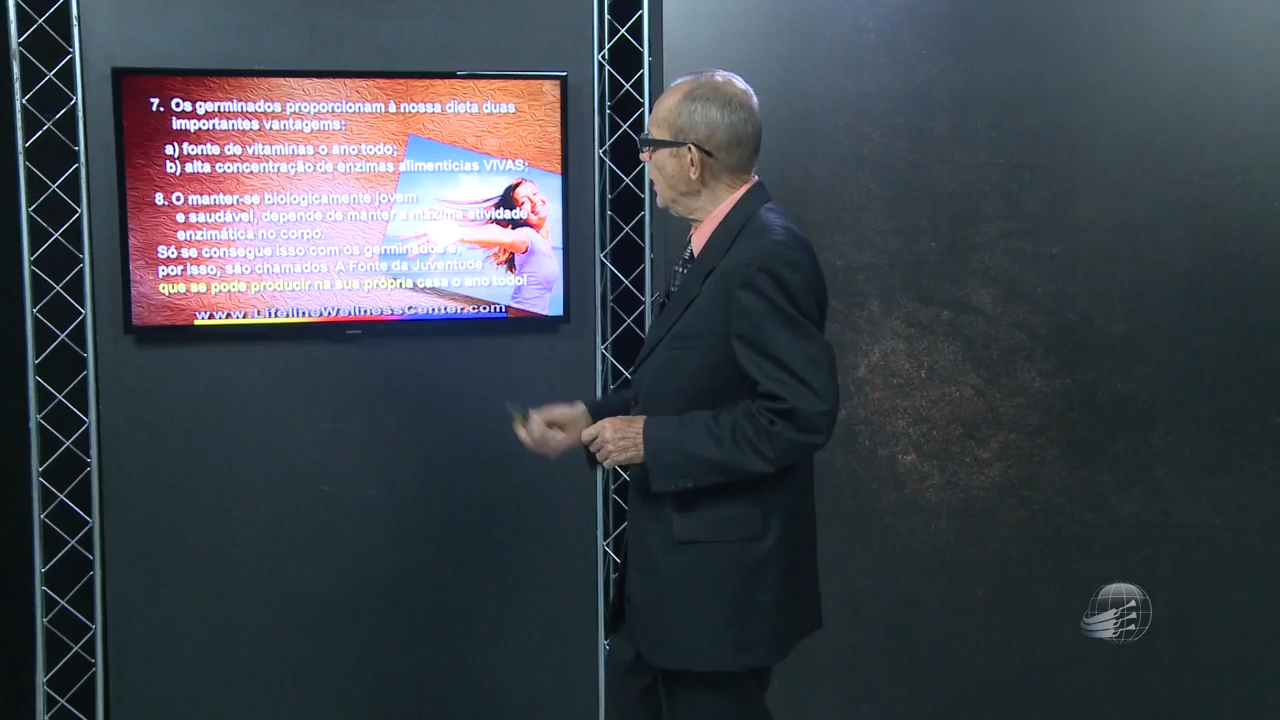 7. Os germinados proporcionam à nossa dieta duas
importantes vantagems:
a) fonte de vitaminas o ano todo;
b) alta concentração de enzimas alimentícias VIVAS;
8. O manter-se biologicamente jovem
e saudável, depende de manter a máxima atividade
enzimática no corpo.
Só se consegue isso com os germinados e,
por isso, são chamados A Fonte da Juventude
que se pode producir na sua própria casa o ano todo!
www.LifelineWellnessCenter.com